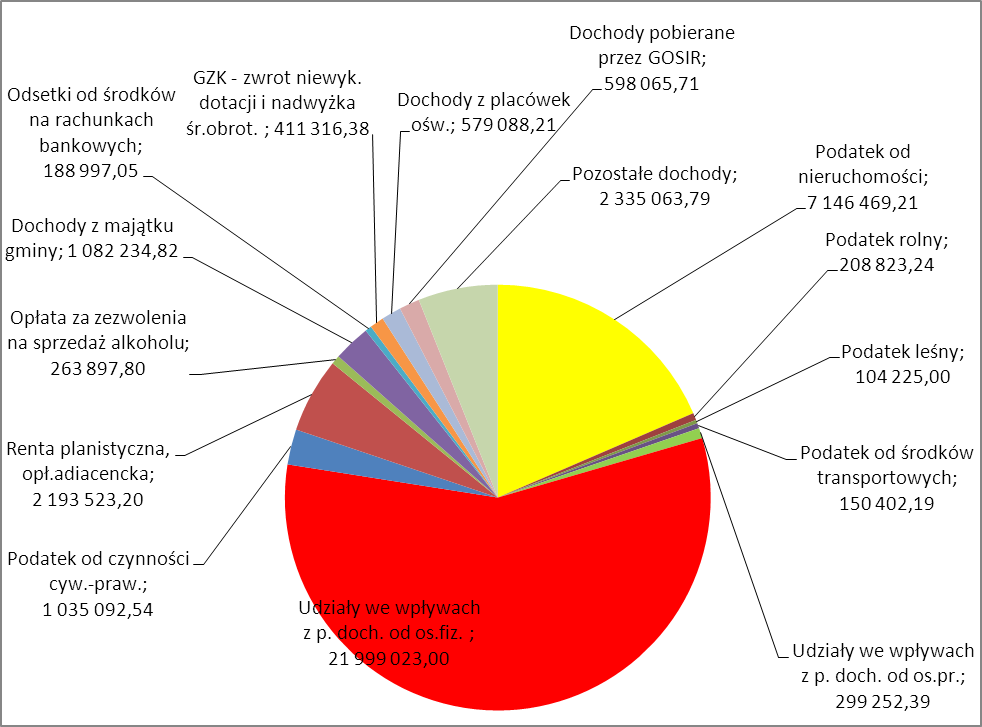 Dochody pobierane
przez GOSIR;
598 065,71
GZK - zwrot niewyk.
dotacji i nadwyżka
śr.obrot. ; 411 316,38
Dochody z placówek
ośw.; 579 088,21
Odsetki od środków
na rachunkach
bankowych;
188 997,05
Pozostałe dochody;
2 335 063,79
Podatek od
nieruchomości;
7 146 469,21
Dochody z majątku
gminy; 1 082 234,82
Podatek rolny;
208 823,24
Opłata za zezwolenia
na sprzedaż alkoholu;
263 897,80
Podatek leśny;
104 225,00
Renta planistyczna,
opł.adiacencka;
2 193 523,20
Podatek od środków
transportowych;
150 402,19
Podatek od czynności
cyw.-praw.;
1 035 092,54
Udziały we wpływach
z p. doch. od os.fiz. ;
21 999 023,00
Udziały we wpływach
z p. doch. od os.pr.;
299 252,39